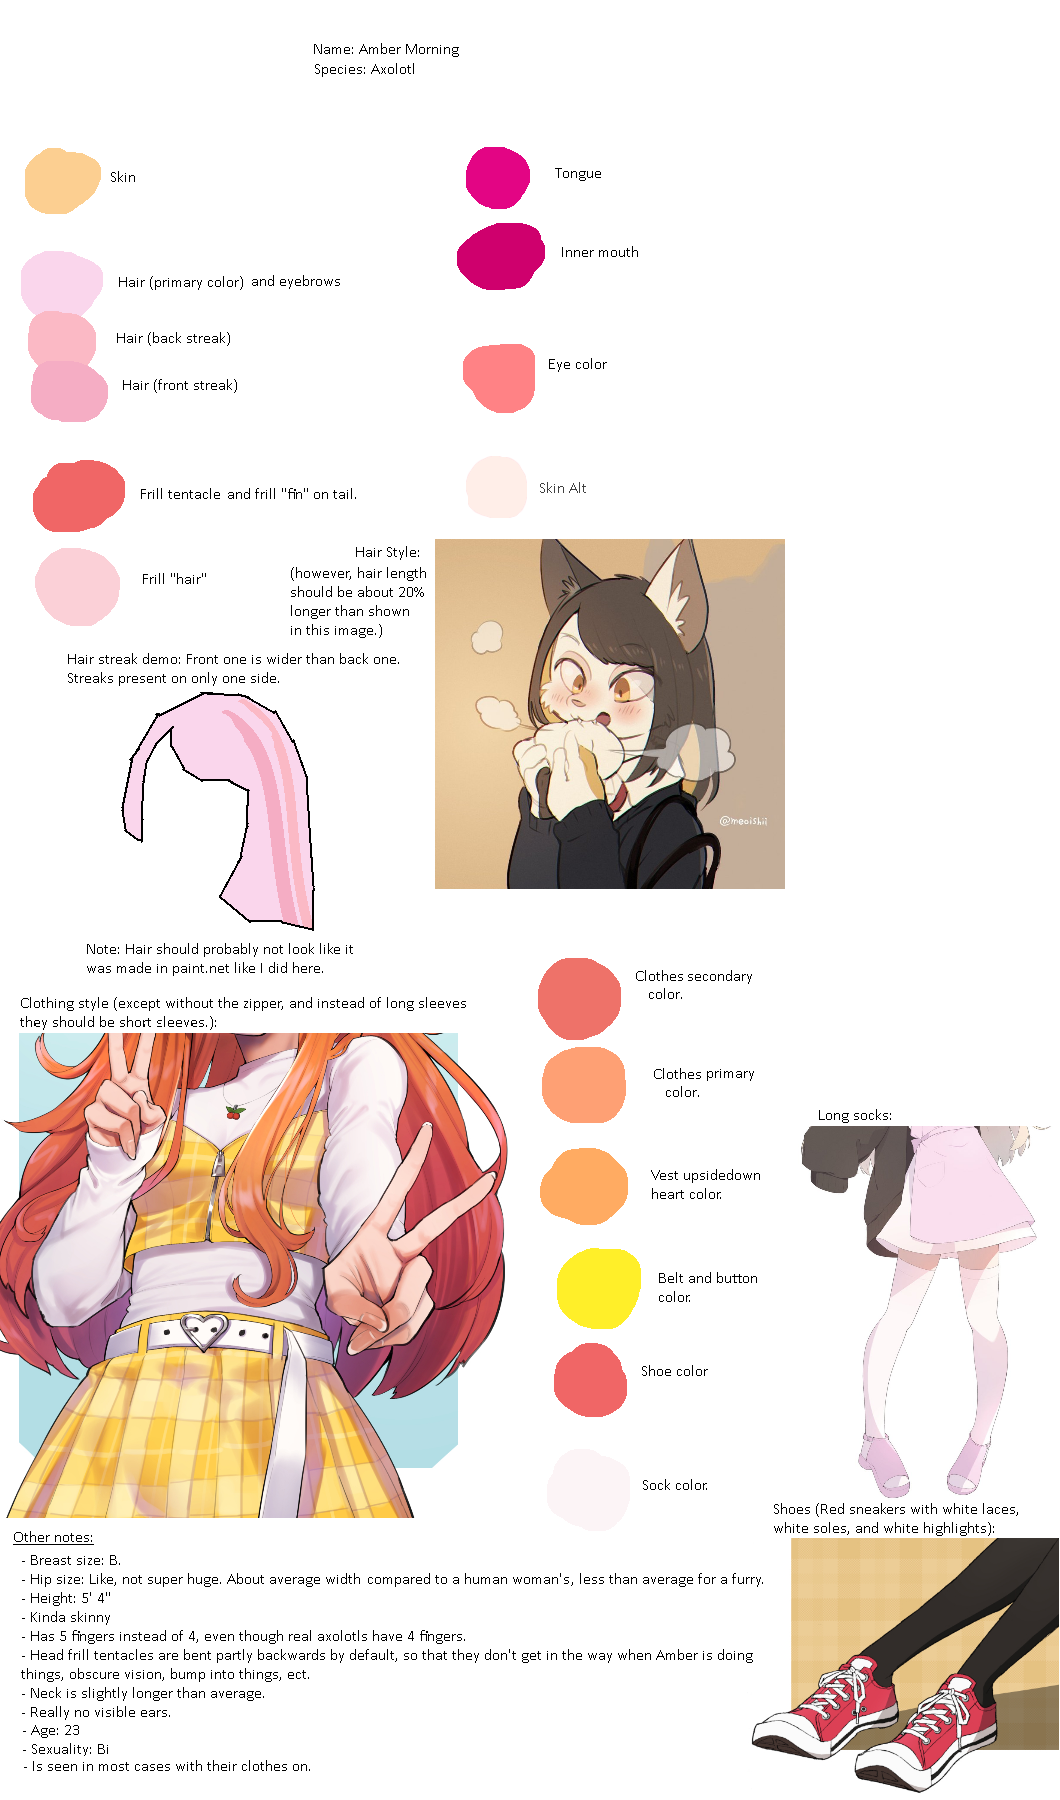 Name: Amber Morning
Species: Axolotl
Skin
Tongue
Hair (primary color) and eyebrows
Inner mouth
Hair (back streak)
Hair (front streak)
Eye color
Frill tentacle and frill "fin" on tail.
Skin Alt
Frill "hair"
Hair Style:
(however, hair length
should be about 20%
longer than shown
in this image.)
@meoishii
Hair streak demo: Front one is wider than back one.
Streaks present on only one side.
Note: Hair should probably not look like it
was made in paint.net like I did here.
Clothing style (except without the zipper, and instead of long sleeves
they should be short sleeves.):
Clothes secondary
color.
Clothes primary
color.
Vest upsidedown
heart color.
Belt and button
color.
Shoe color
Sock color.
Long socks:
Shoes (Red sneakers with white laces,
white soles, and white highlights):
Other notes:
- Breast size: B.
- Hip size: Like, not super huge. About average width compared to a human woman's, less than average for a furry.
- Height: 5' 4"
- Kinda skinny
- Has 5 fingers instead of 4, even though real axolotls have 4 fingers.
- Head frill tentacles are bent partly backwards by default, so that they don't get in the way when Amber is doing
things, obscure vision, bump into things, ect.
- Neck is slightly longer than average.
- Really no visible ears.
- Age: 23
- Sexuality: Bi
- Is seen in most cases with their clothes on.